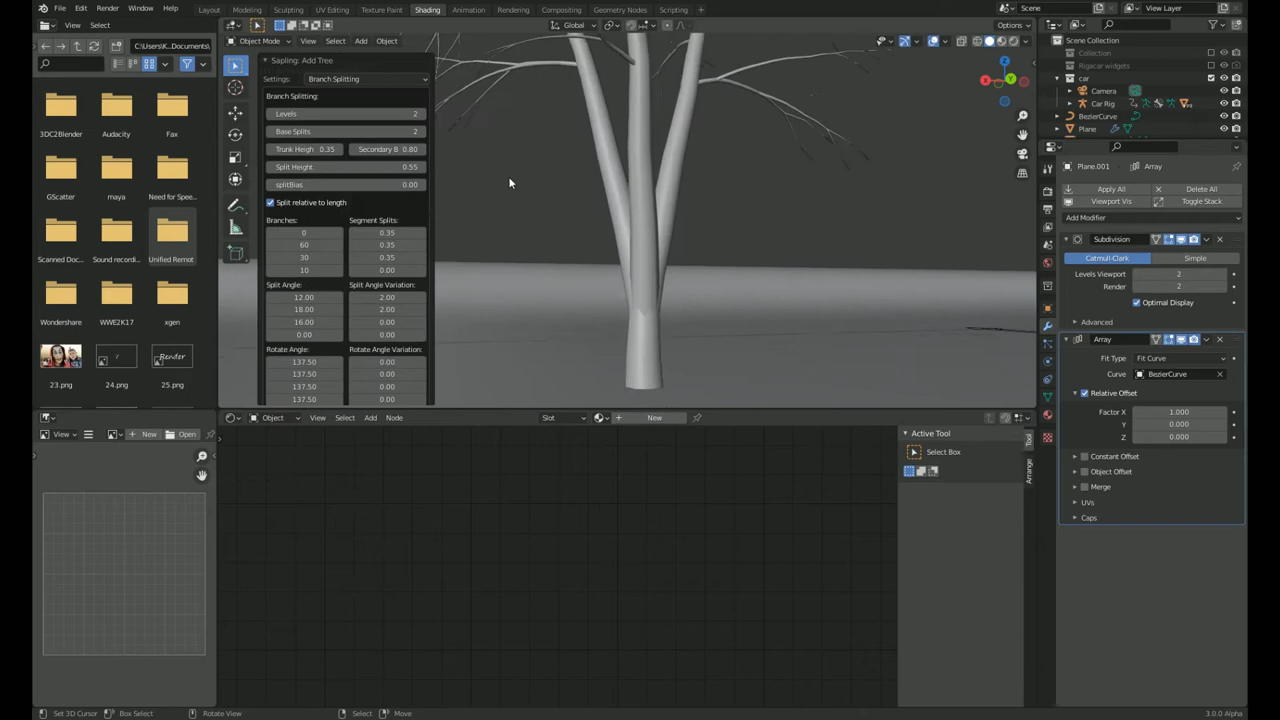 File Edit Render Window Help
Layout Modeling Sculpting UV Editing Texture Paint Shading Animation Rendering Compositing Geometry Nodes Scripting
Scene
View Layer
View Select
Global
Options
C:\Users\K...Documents\
Object Mode View Select Add Object
3DC2Blender
Audacity
Fax
GScatter
maya
Need for Spee...
Scanned Doc...
Sound recordi...
Unified Remot
Wondershare
WWE2K17
xgen
23.png
24.png
25.png
Render
Sapling: Add Tree
Settings: Branch Splitting
Branch Splitting:
Levels 2
Base Splits 2
Trunk Heigh 0.35 Secondary B 0.80
Split Height 0.55
splitBias 0.00
Split relative to length
Branches: Segment Splits:
0 0.35
60 0.35
30 0.35
10 0.00
Split Angle: Split Angle Variation:
12.00 2.00
18.00 2.00
16.00 0.00
0.00 0.00
Rotate Angle: Rotate Angle Variation:
137.50 0.00
137.50 0.00
137.50 0.00
137.50 0.00
Scene Collection
Collection
Rigacar widgets
car
Camera
Car Rig
BezierCurve
Plane
Plane.001 Array
Apply All Delete All
Viewport Vis Toggle Stack
Add Modifier
Subdivision
Catmull-Clark Simple
Levels Viewport 2
Render 2
Optimal Display
Advanced
Array
Fit Type Fit Curve
Curve BezierCurve
Relative Offset
Factor X 1.000
Y 0.000
Z 0.000
Constant Offset
Object Offset
Merge
UVs
Caps
View New Open
Object View Select Add Node
Slot New
Active Tool
Select Box
Tool
Arrange
Set 3D Cursor Box Select Rotate View Select Move
3.0.0 Alpha